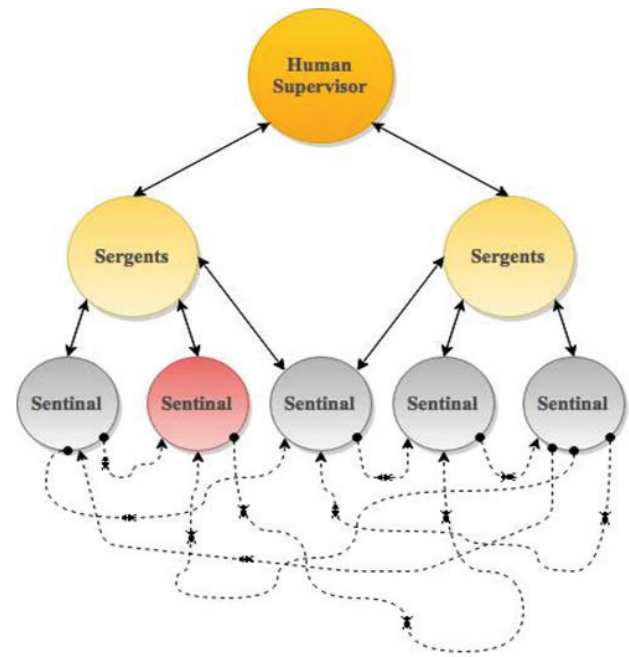 Human
Supervisor
Sergents
Sergents
Sentinal
Sentinal
Sentinal
Sentinal
Sentinal